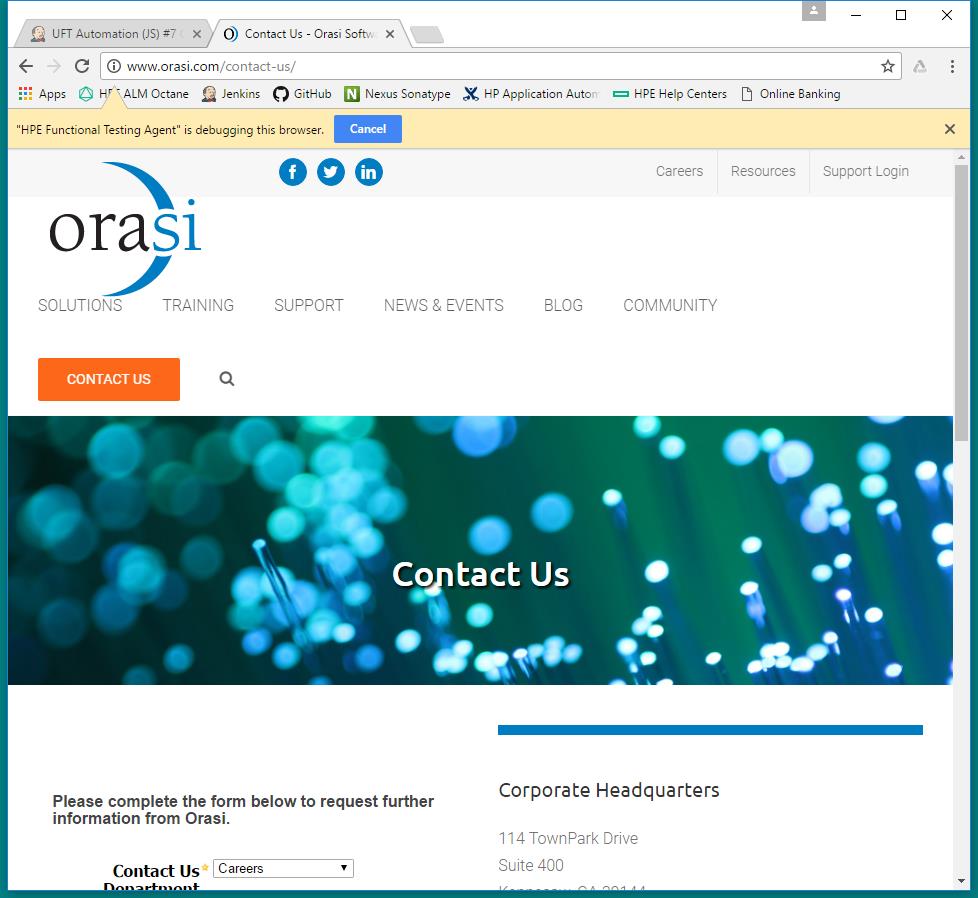 UFT Automation (JS) #7
Contact Us - Orasi Softw
www.orasi.com/contact-us/
Apps
ALM Octane
Jenkins
GitHub
Nexus Sonatype
HP Application Autom
HPE Help Centers
Online Banking
"HPE Functional Testing Agent" is debugging this browser.
Cancel
Careers
Resources
Support Login
orasi
SOLUTIONS
TRAINING
SUPPORT
NEWS & EVENTS
BLOG
COMMUNITY
CONTACT US
Contact Us
Please complete the form below to request further
information from Orasi.
Contact Us
Department
Careers
Corporate Headquarters
114 TownPark Drive
Suite 400
Kennesaw, GA 30144